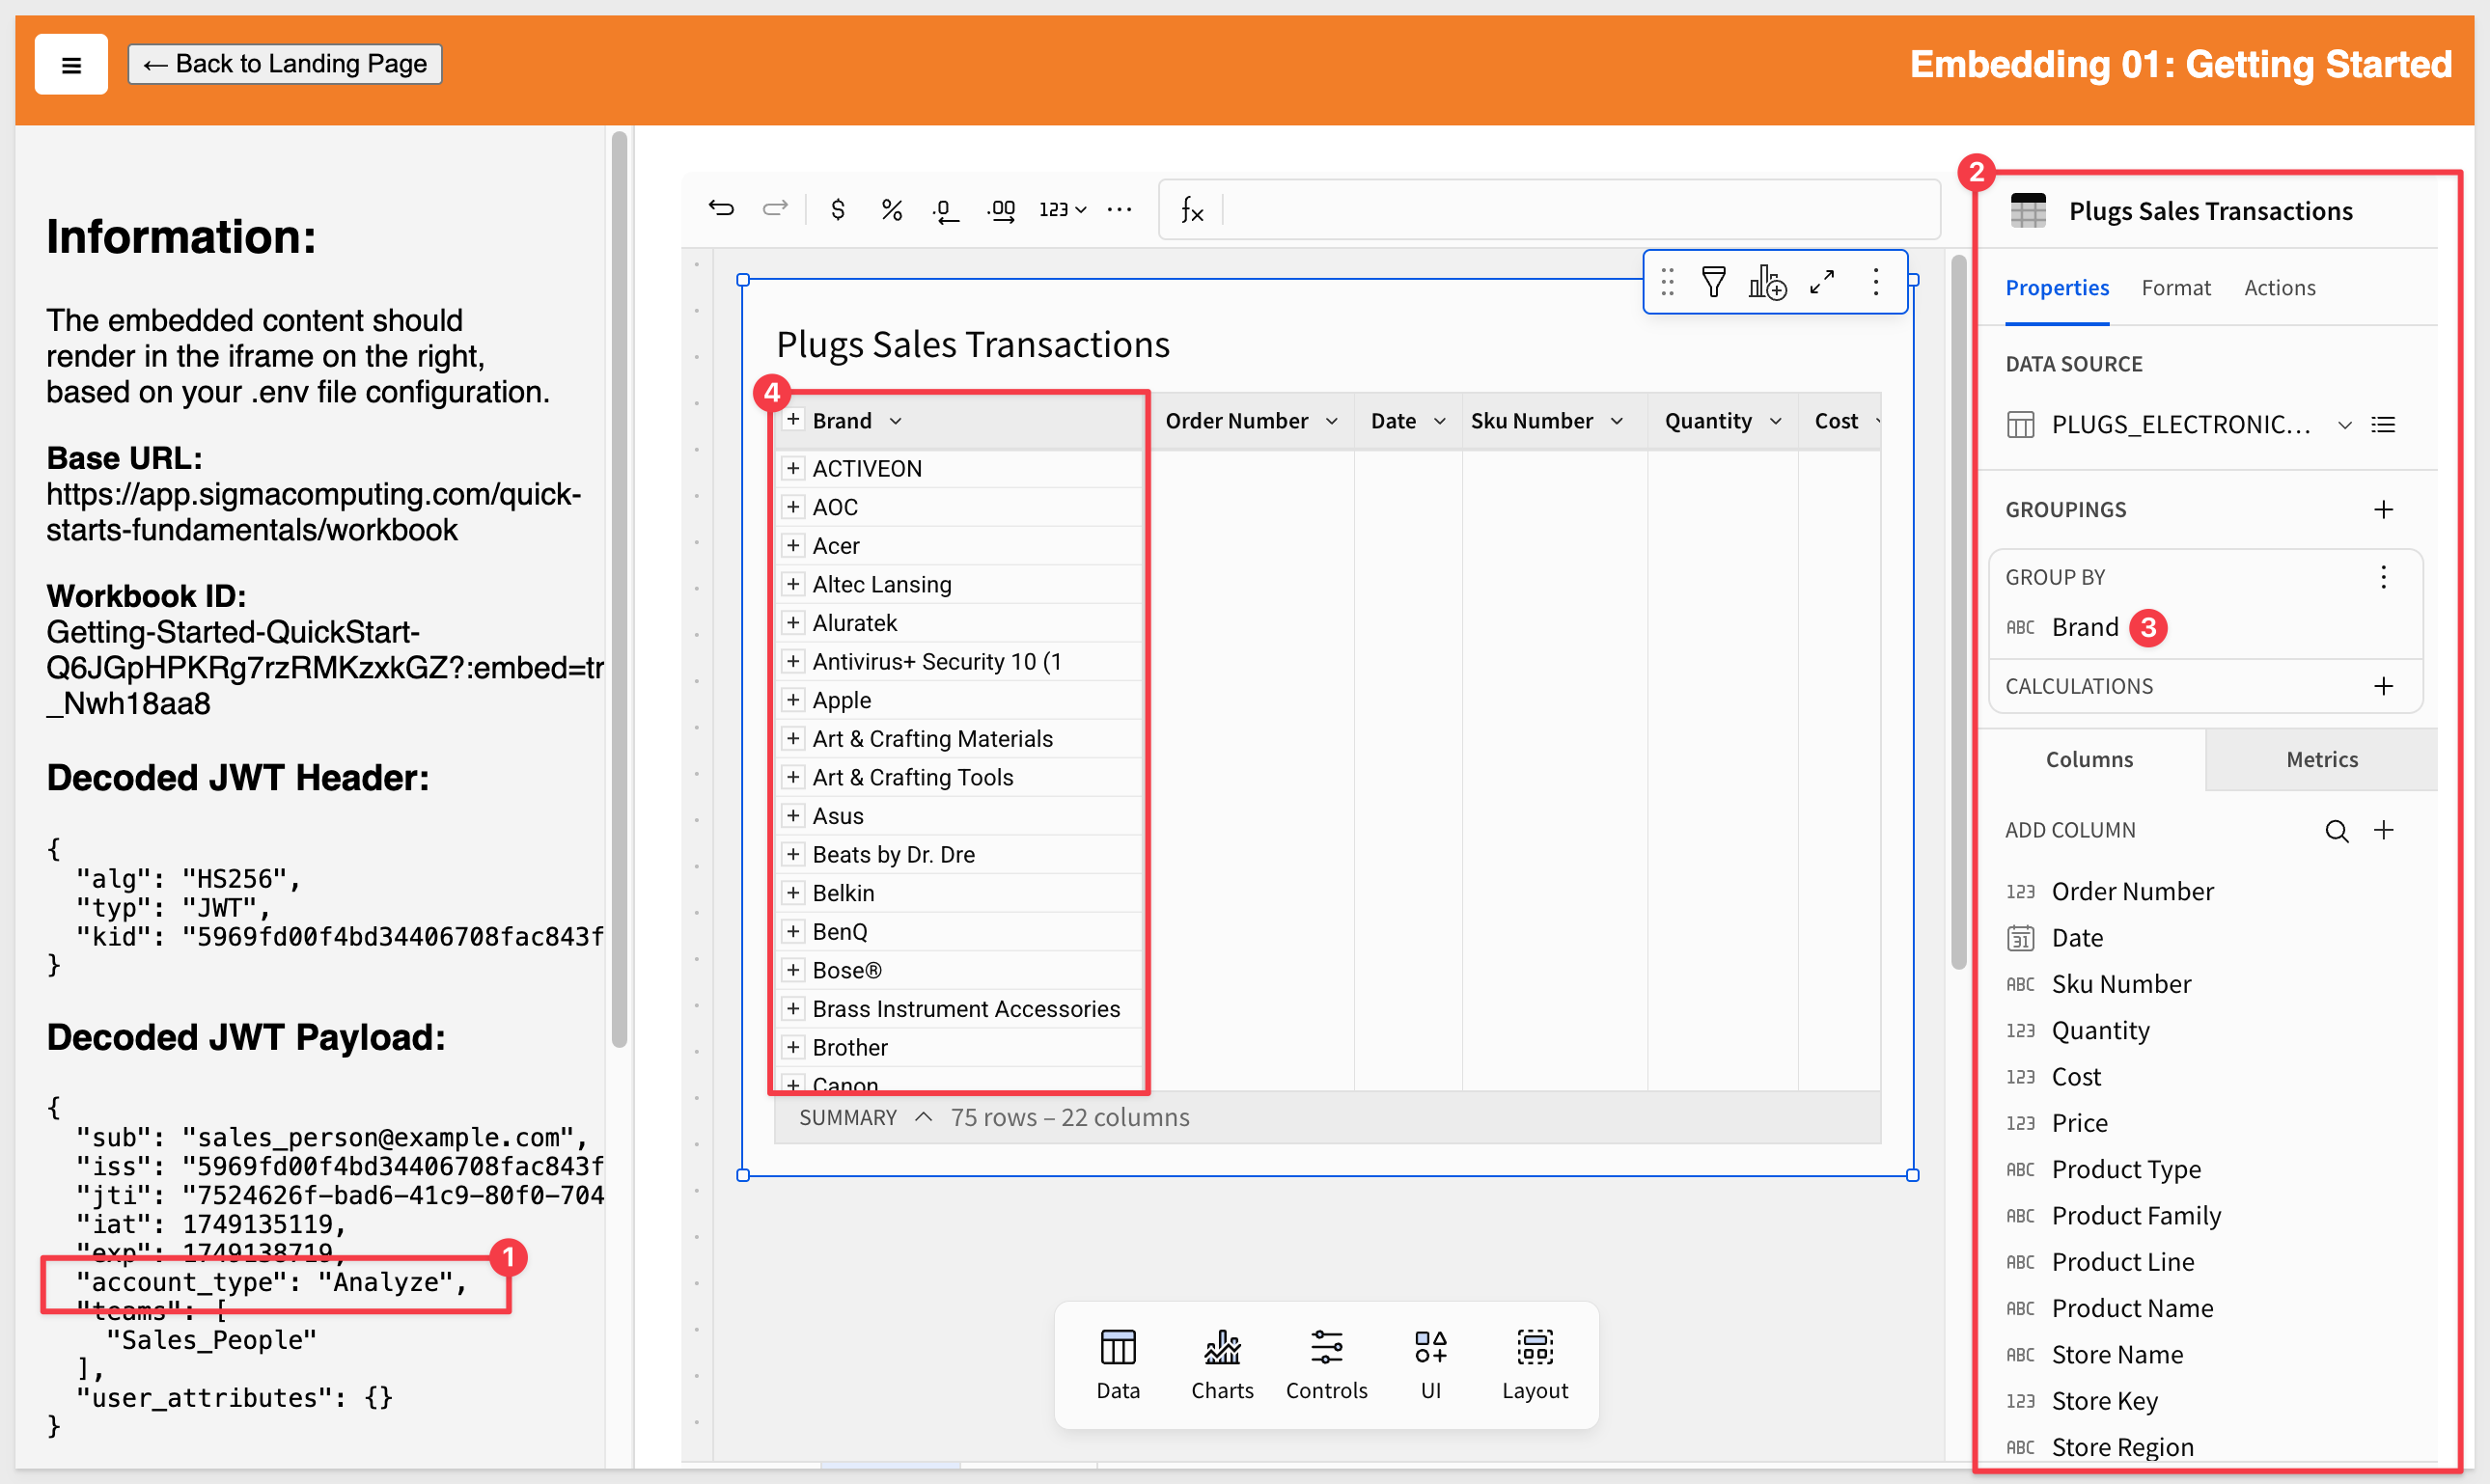 ← Back to Landing Page
Embedding 01: Getting Started
Information:
The embedded content should
render in the iframe on the right,
based on your .env file configuration.
Base URL:
https://app.sigmacomputing.com/quick-
starts-fundamentals/workbook
Workbook ID:
Getting-Started-QuickStart-
Q6JGpHPKRg7rzRMKzxkGZ?:embed=tr
_Nwh18aa8
Decoded JWT Header:
{
"alg": "HS256",
"typ": "JWT",
"kid": "5969fd00f4bd34406708fac843f
}
Decoded JWT Payload:
{
"sub": "sales_person@example.com",
"iss": "5969fd00f4bd34406708fac843f
"jti": "7524626f-bad6-41c9-80f0-704
"iat": 1749135119,
"exp": 1749138719,
"account_type": "Analyze",
1
"teams": [
"Sales_People"
],
"user_attributes": {}
}
$ % .0 .00 123 ... fx
Plugs Sales Transactions
4
Brand Order Number Date Sku Number Quantity Cost
ACTIVEON
AOC
Acer
Altec Lansing
Aluratek
Antivirus+ Security 10 (1
Apple
Art & Crafting Materials
Art & Crafting Tools
Asus
Beats by Dr. Dre
Belkin
BenQ
Bose®
Brass Instrument Accessories
Brother
Canon
SUMMARY 75 rows – 22 columns
Data Charts Controls UI Layout
2
Plugs Sales Transactions
Properties Format Actions
DATA SOURCE
PLUGS_ELECTRONIC...
GROUPINGS +
GROUP BY
ABC Brand 3
CALCULATIONS +
Columns Metrics
ADD COLUMN +
123 Order Number
31 Date
ABC Sku Number
123 Quantity
123 Cost
123 Price
ABC Product Type
ABC Product Family
ABC Product Line
ABC Product Name
ABC Store Name
123 Store Key
ABC Store Region